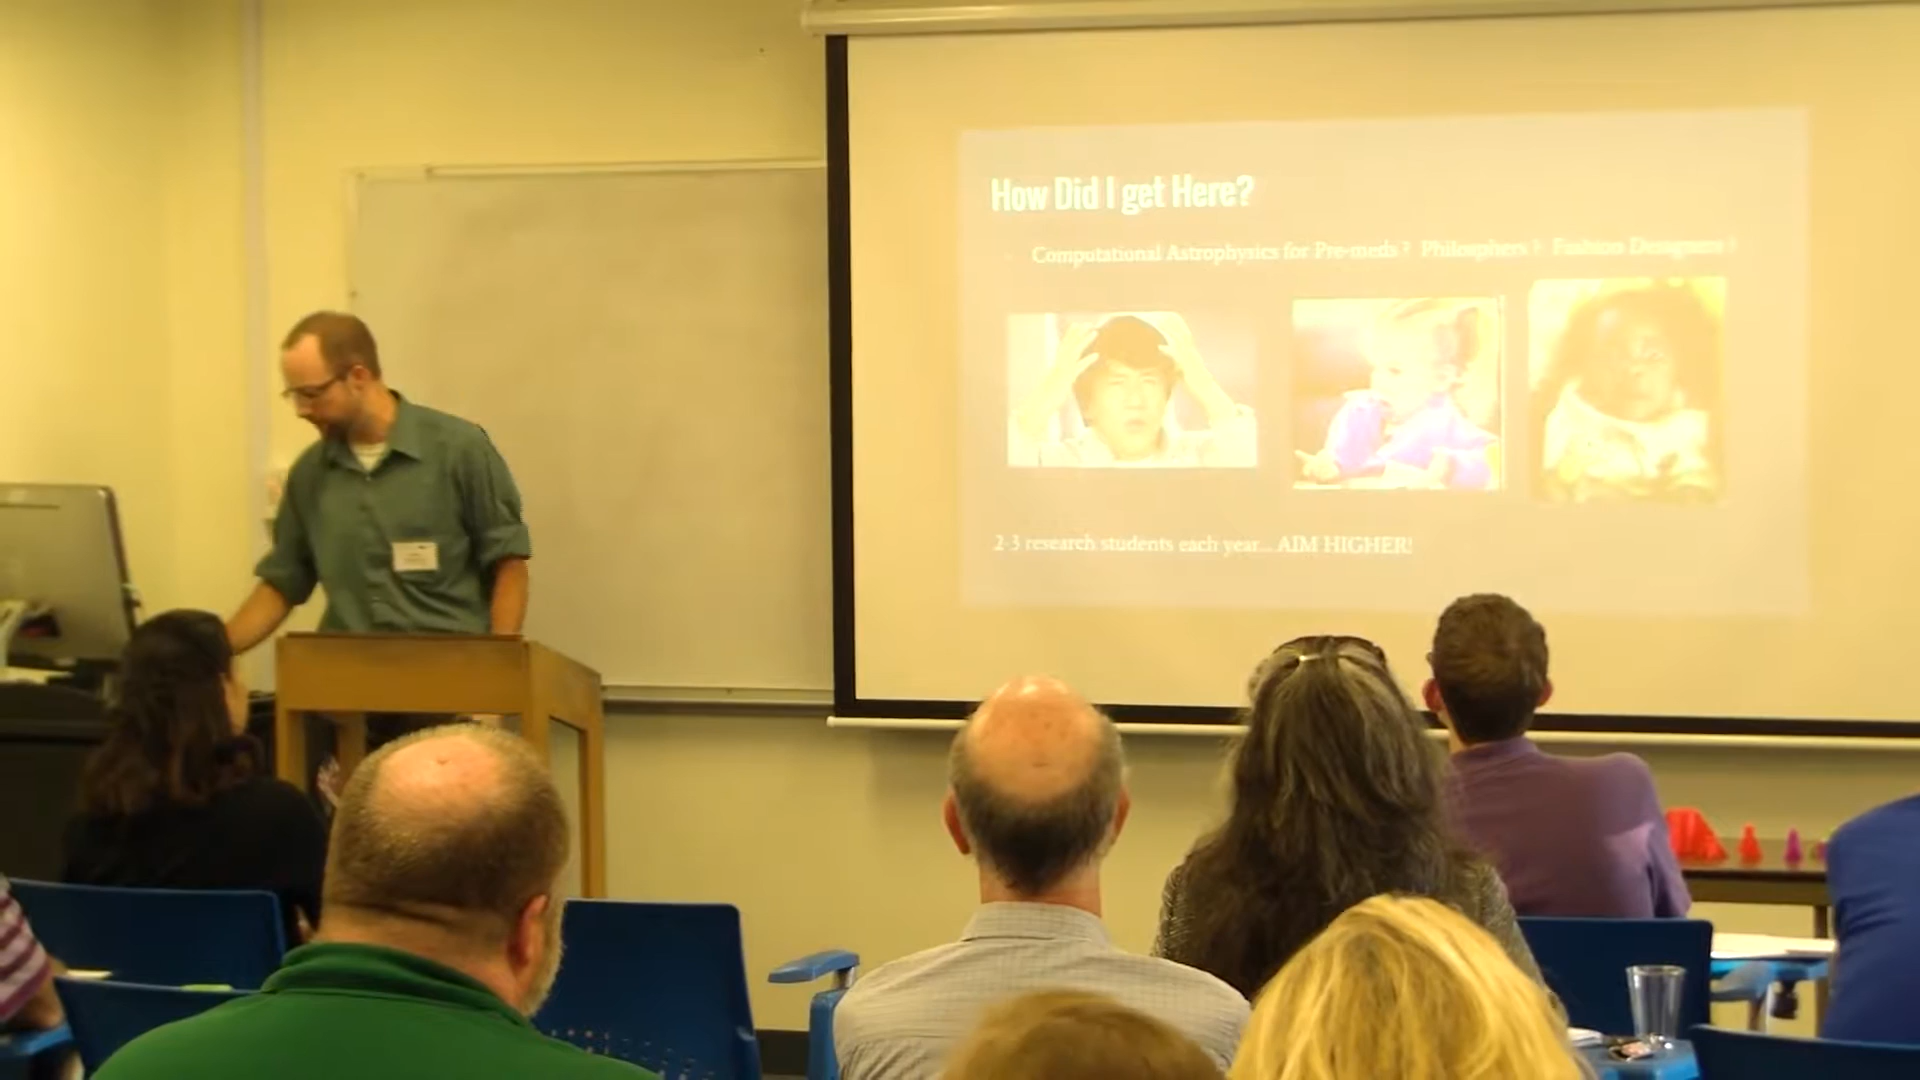 How Did I get Here?
Computational Astrophysics for Pre-meds ? Philosphers ? Fashion Designers ?
2-3 research students each year... AIM HIGHER!